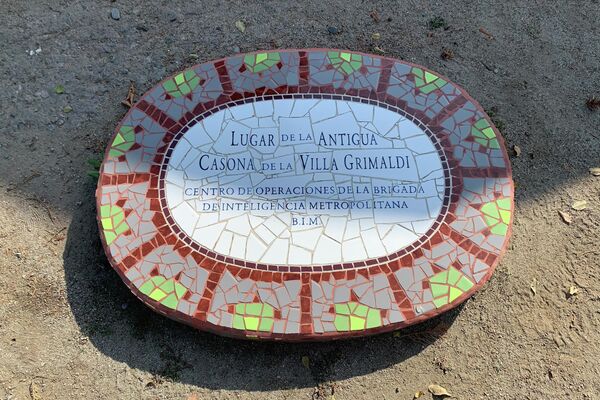 LUGAR DE LA ANTIGUA
CASONA DE LA VILLA GRIMALDI
CENTRO DE OPERACIONES DE LA BRIGADA
DE INTELIGENCIA METROPOLITANA
B.I.M.